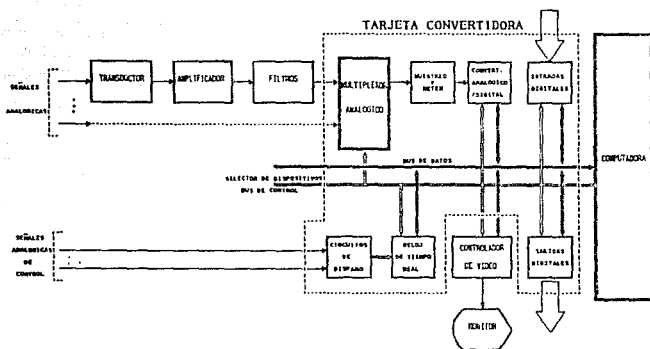 TARJETA CONVERTIDORA
SEÑALES
ANALOGICAS
TRANSDUCTOR
AMPLIFICADOR
FILTROS
MULTIPLEXOR
ANALOGICO
MUESTREO Y
RETEN
CONVERT.
ANALOGICO
/DIGITAL
ENTRADAS
DIGITALES
COMPUTADORA
BUS DE DATOS
SELECTOR DE DISPOSITIVOS
BUS DE CONTROL
SEÑALES
ANALOGICAS
DE
CONTROL
CIRCUITOS
DE
DISPARO
RELOJ
DE TIEMPO
REAL
CONTROLADOR
DE VIDEO
SALIDAS
DIGITALES
MONITOR